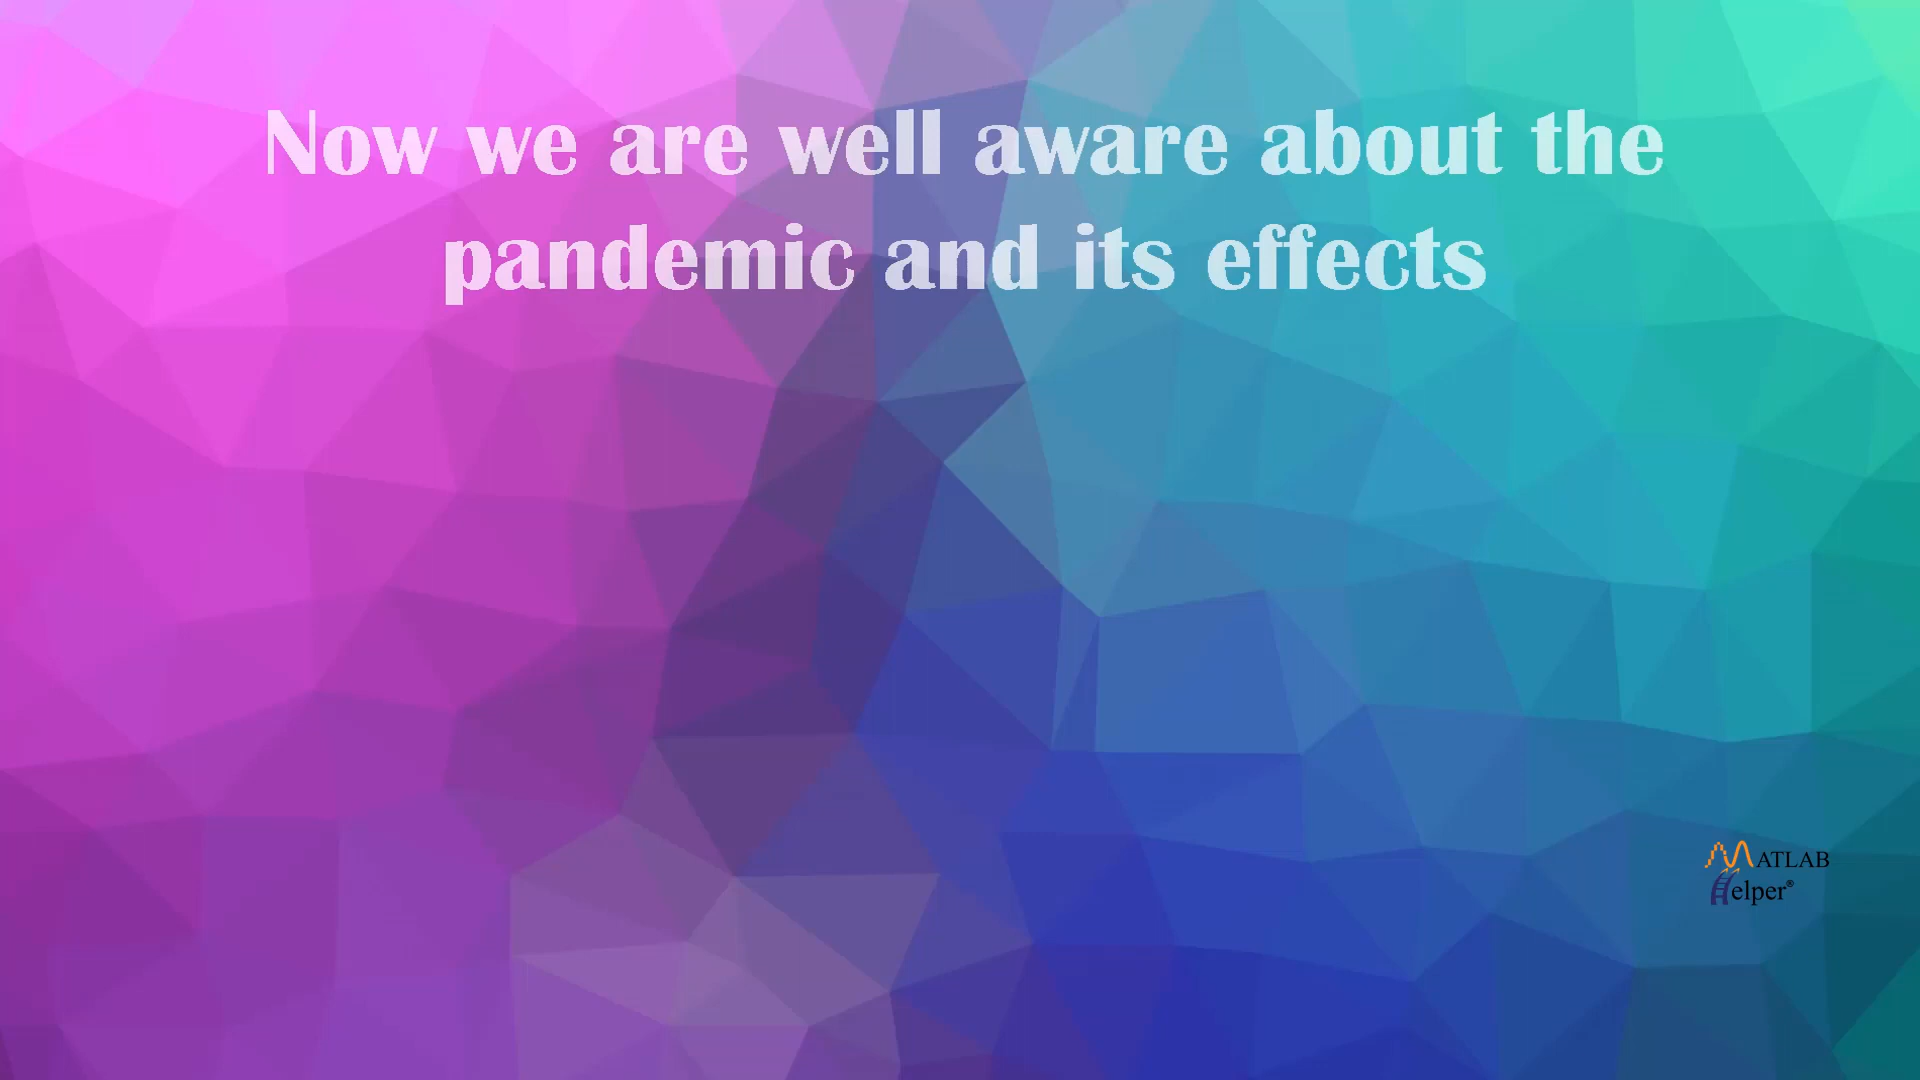 Now we are well aware about the
pandemic and its effects
MATLAB
Helper®